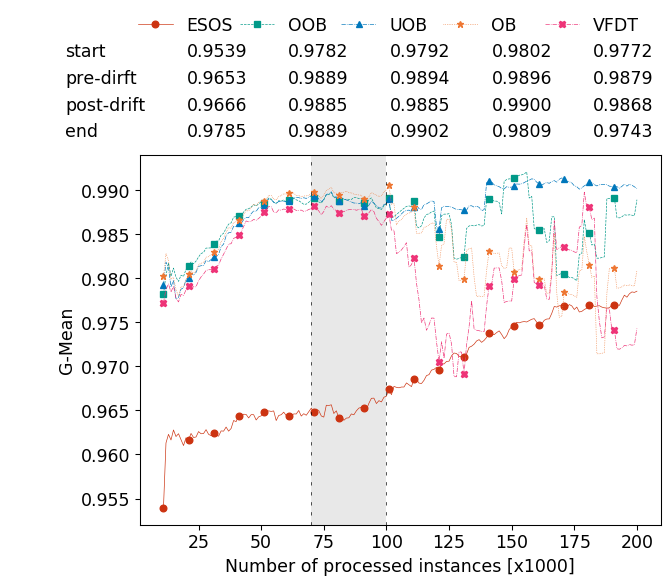 ESOS OOB UOB OB VFDT
start 0.9539 0.9782 0.9792 0.9802 0.9772
pre-dirft 0.9653 0.9889 0.9894 0.9896 0.9879
post-drift 0.9666 0.9885 0.9885 0.9900 0.9868
end 0.9785 0.9889 0.9902 0.9809 0.9743
0.990
0.985
0.980
0.975
0.970
0.965
0.960
0.955
G-Mean
25 50 75 100 125 150 175 200
Number of processed instances [x1000]